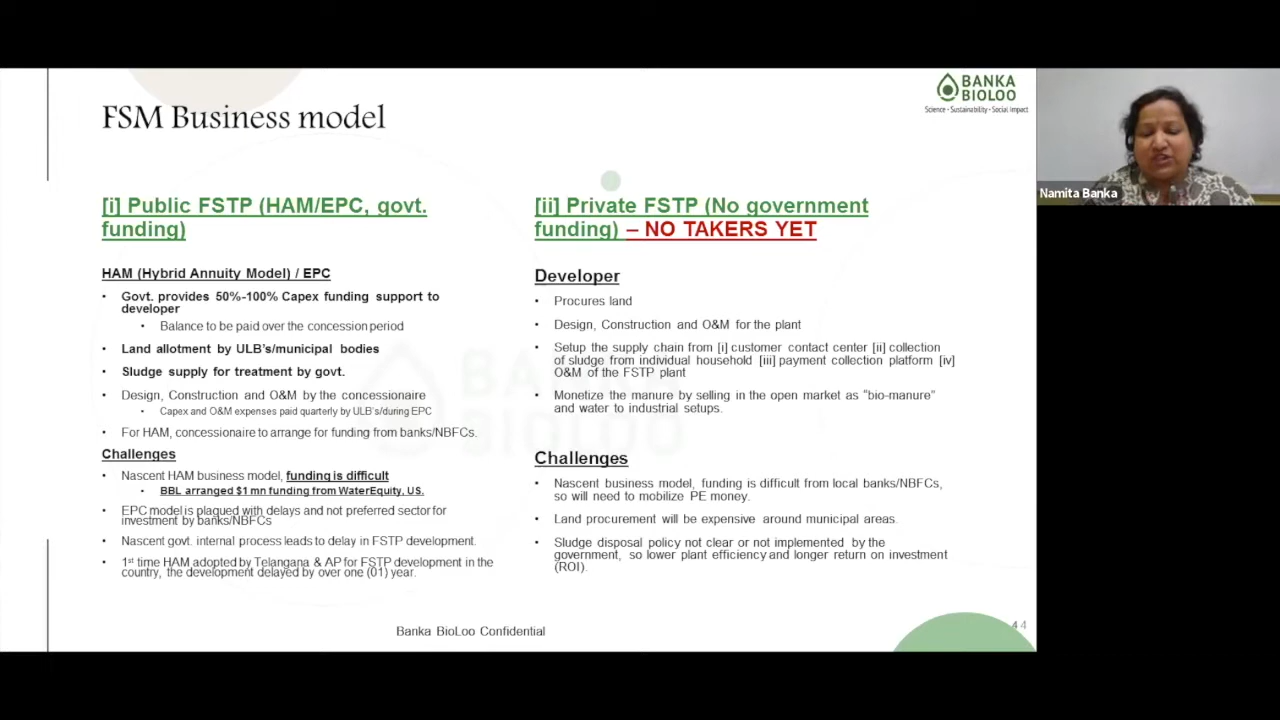 FSM Business model
BANKA
BIOLOO
Science • Sustainability • Social Impact
Namita Banka
[i] Public FSTP (HAM/EPC, govt.
funding)
HAM (Hybrid Annuity Model) / EPC
• Govt. provides 50%-100% Capex funding support to
developer
• Balance to be paid over the concession period
• Land allotment by ULB's/municipal bodies
• Sludge supply for treatment by govt.
• Design, Construction and O&M by the concessionaire
• Capex and O&M expenses paid quarterly by ULB's/during EPC
• For HAM, concessionaire to arrange for funding from banks/NBFCs.
Challenges
• Nascent HAM business model, funding is difficult
• BBL arranged $1 mn funding from WaterEquity, US.
• EPC model is plagued with delays and not preferred sector for
investment by banks/NBFCs
• Nascent govt. internal process leads to delay in FSTP development.
• 1st time HAM adopted by Telangana & AP for FSTP development in the
country, the development delayed by over one (01) year.
[ii] Private FSTP (No government
funding) – NO TAKERS YET
Developer
• Procures land
• Design, Construction and O&M for the plant
• Setup the supply chain from [i] customer contact center [ii] collection
of sludge from individual household [iii] payment collection platform [iv]
O&M of the FSTP plant
• Monetize the manure by selling in the open market as "bio-manure"
and water to industrial setups.
Challenges
• Nascent business model, funding is difficult from local banks/NBFCs,
so will need to mobilize PE money.
• Land procurement will be expensive around municipal areas.
• Sludge disposal policy not clear or not implemented by the
government, so lower plant efficiency and longer return on investment
(ROI).
BANKA
BIOLOO
Banka BioLoo Confidential
44